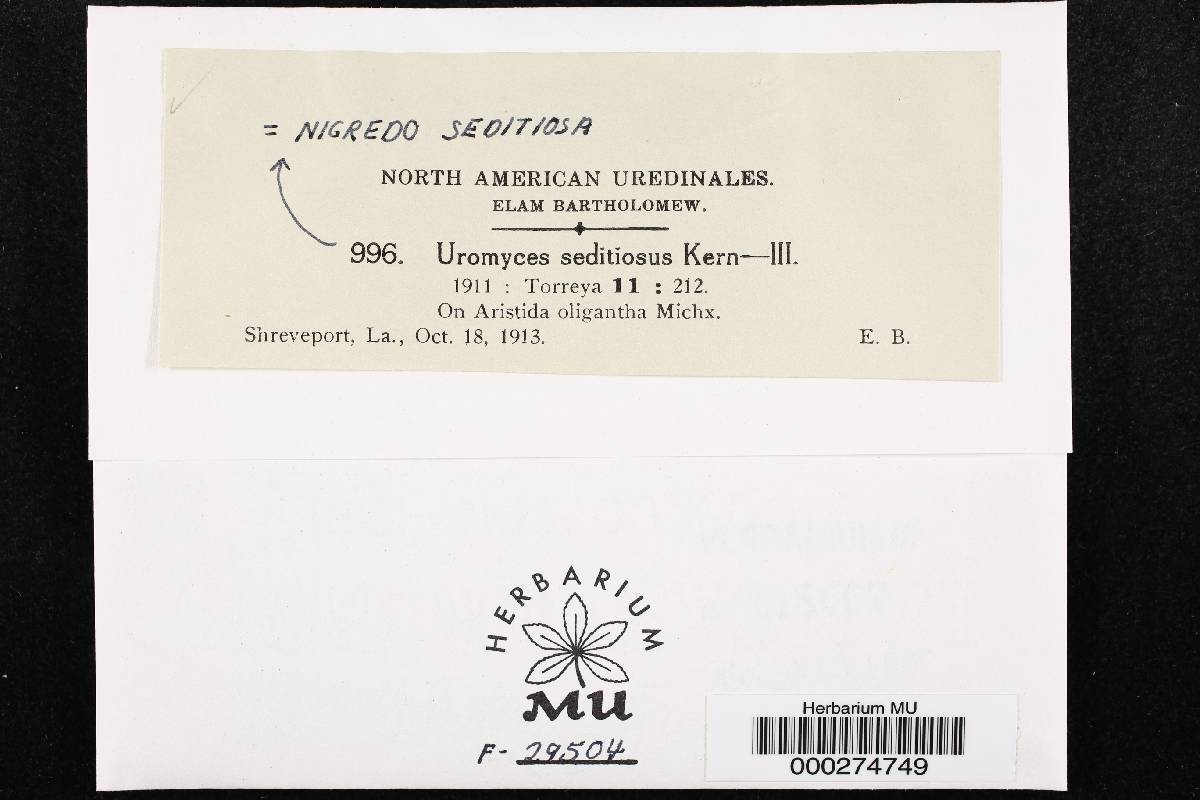 = NIGREDO SEDITIOSA
NORTH AMERICAN UREDINALES.
ELAM BARTHOLOMEW.
996. Uromyces seditiosus Kern—III.
1911 : Torreya 11 : 212.
On Aristida oligantha Michx.
Shreveport, La., Oct. 18, 1913. E. B.
HERBARIUM
MU
F- 29504
Herbarium MU
000274749